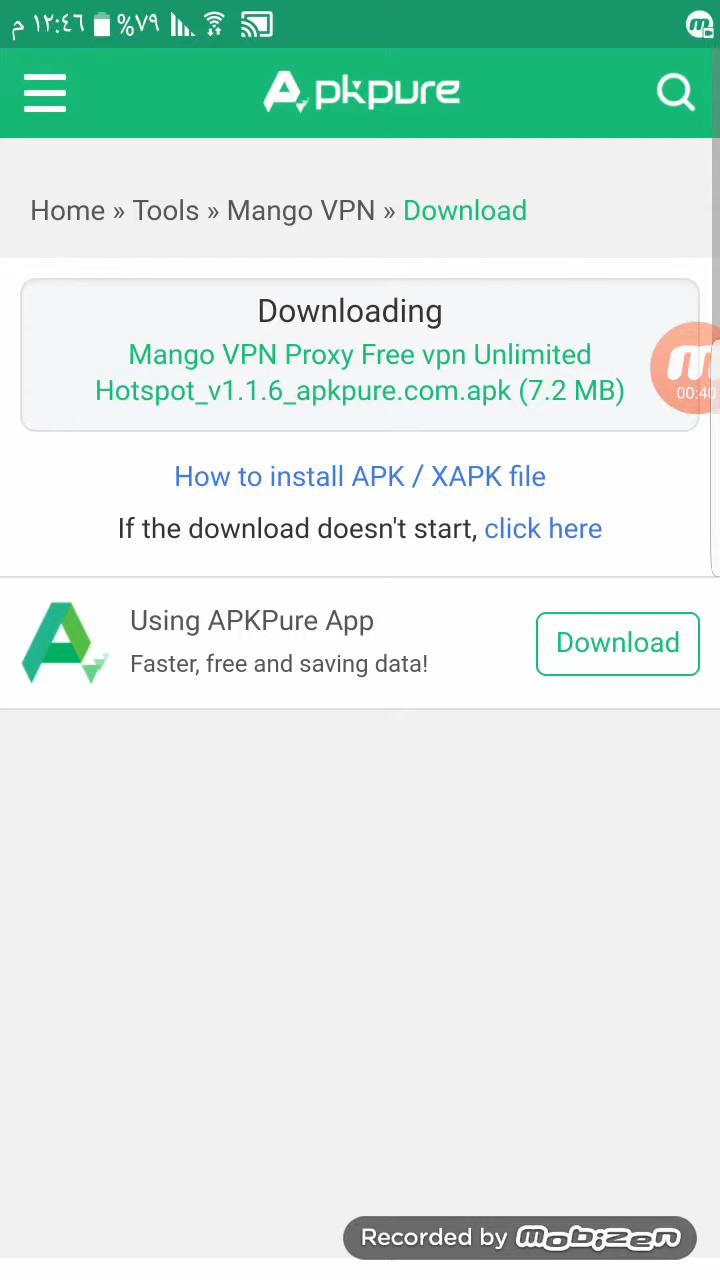 م ١٢:٤٦ %٧٩
Apkpure
Home » Tools » Mango VPN » Download
Downloading
Mango VPN Proxy Free vpn Unlimited
Hotspot_v1.1.6_apkpure.com.apk (7.2 MB)
00:40
How to install APK / XAPK file
If the download doesn't start, click here
Using APKPure App
Download
Faster, free and saving data!
Recorded by mobizen